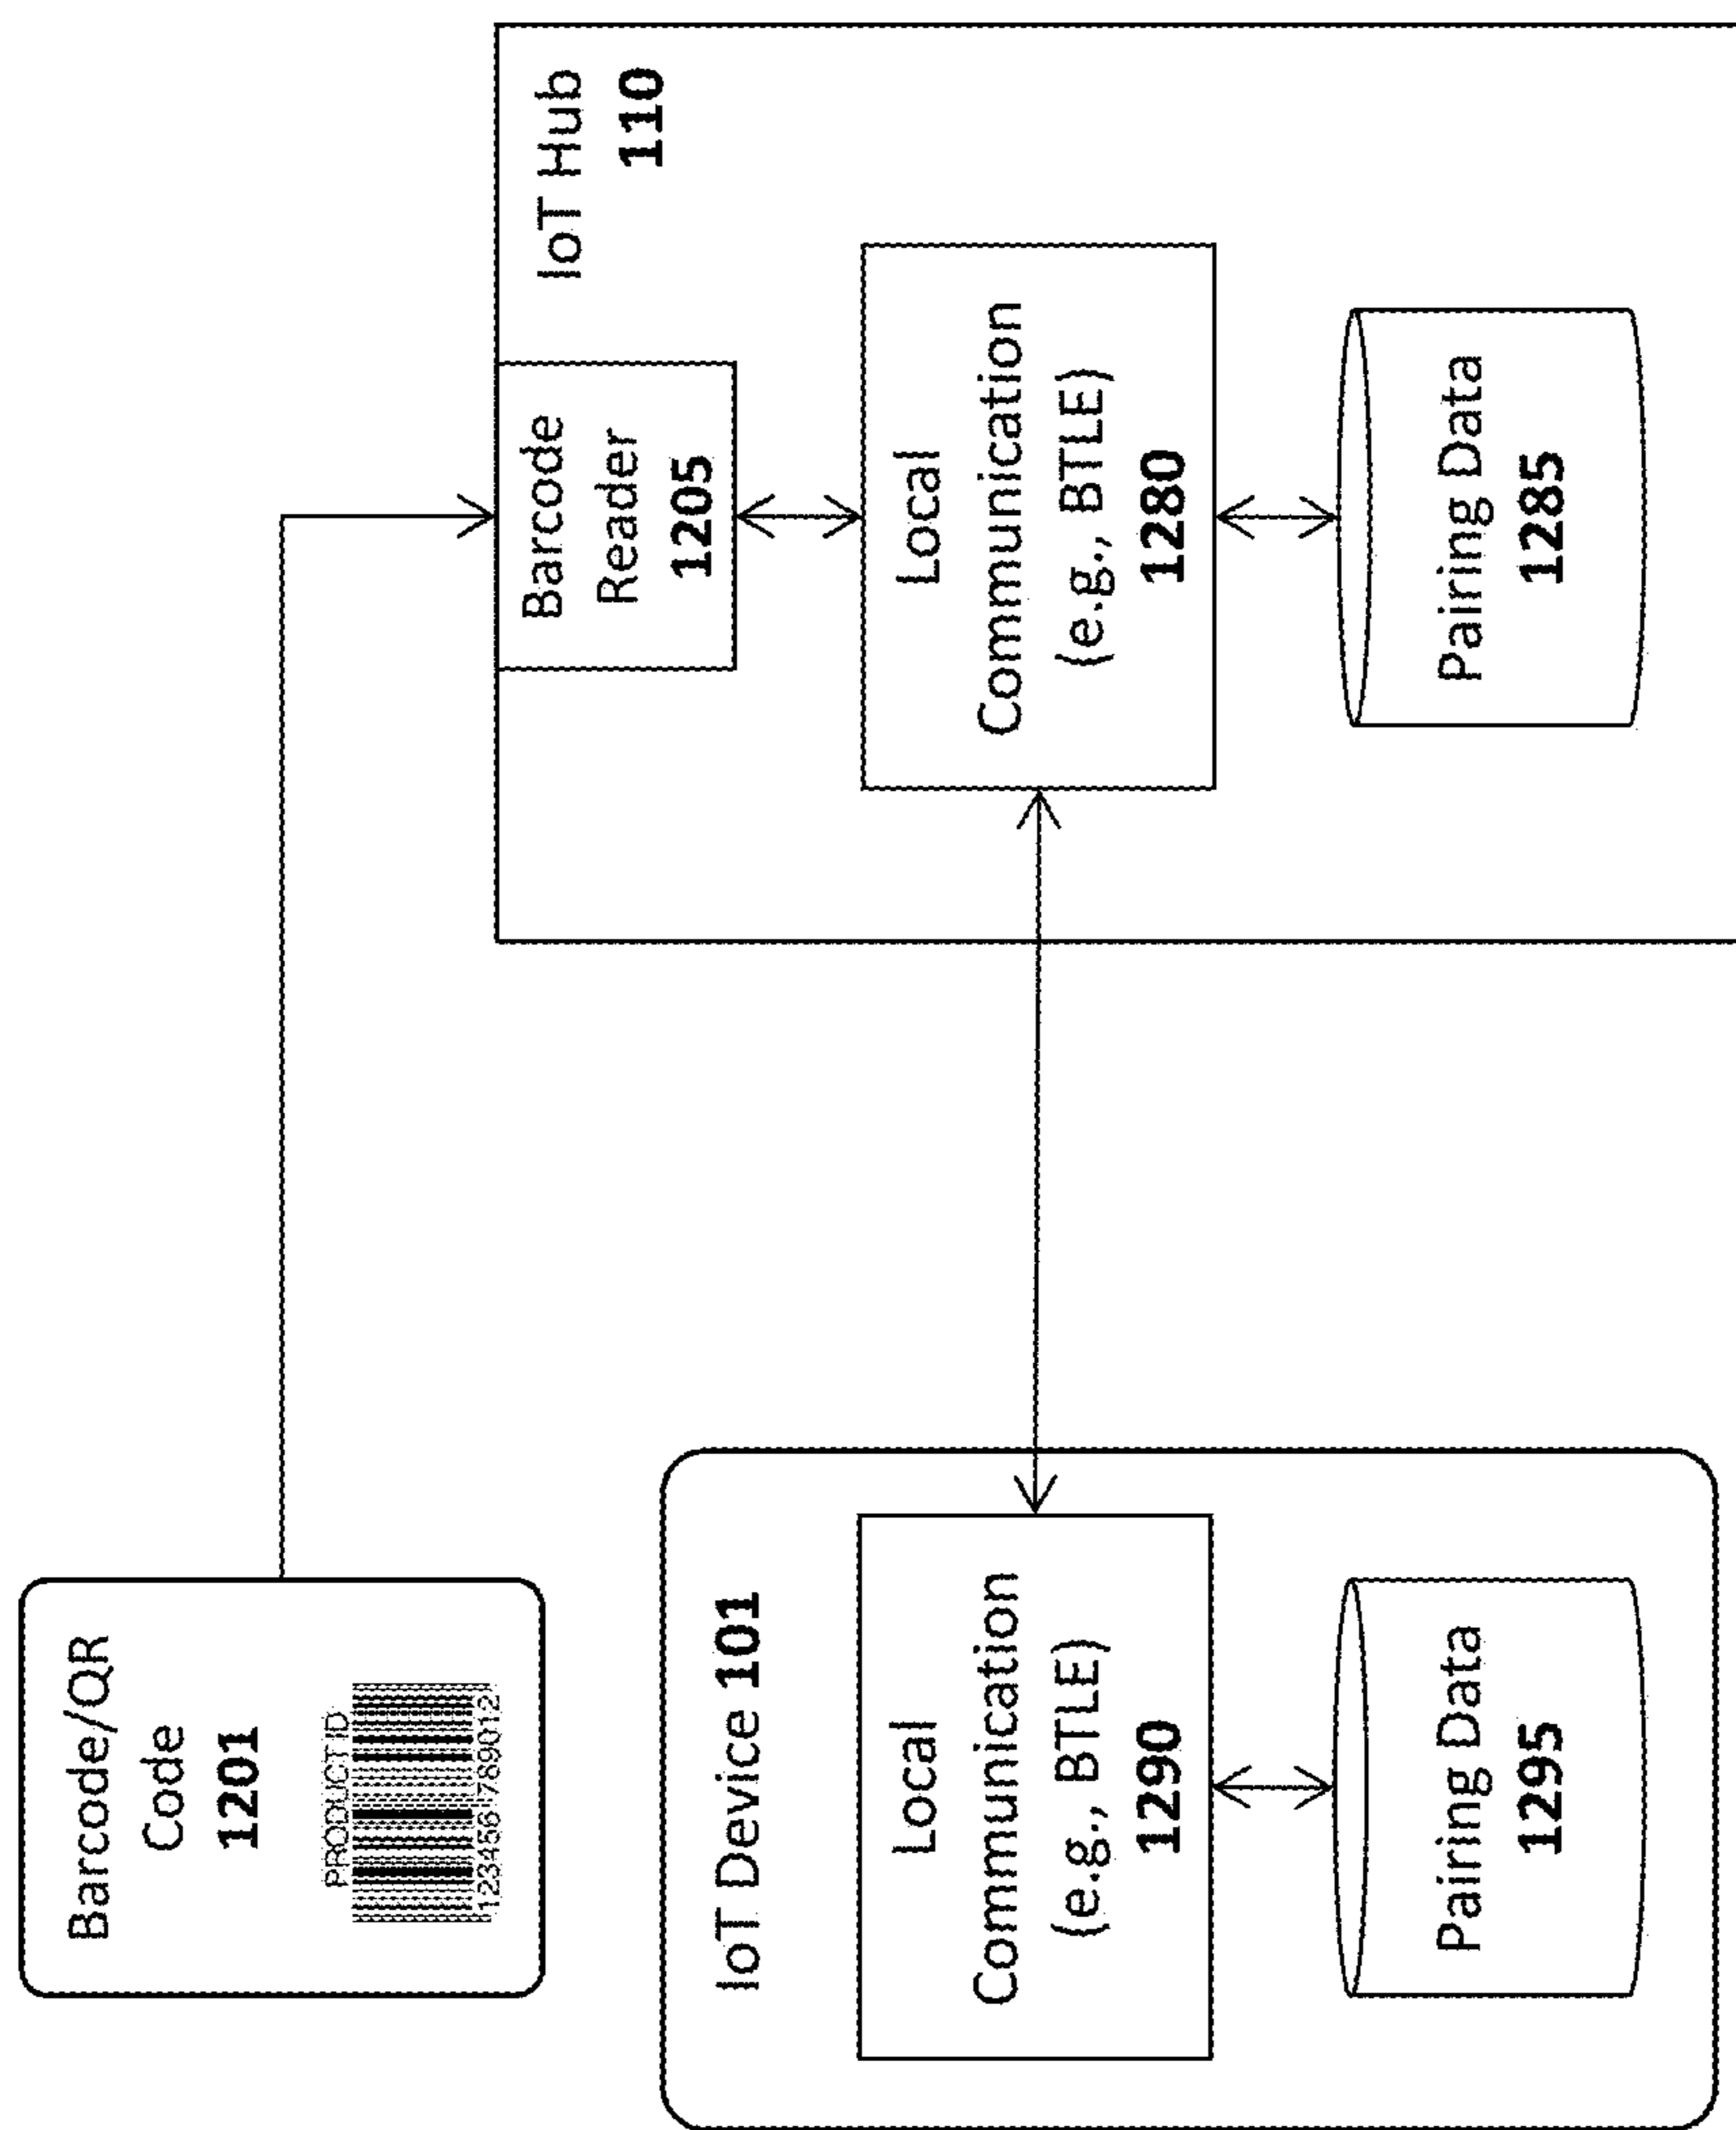 Barcode/QR
Code
1201
PRODUCT ID
123456 789012
IoT Device 101
Local
Communication
(e.g., BTLE)
1290
Pairing Data
1295
IoT Hub
110
Barcode
Reader
1205
Local
Communication
(e.g., BTLE)
1280
Pairing Data
1285